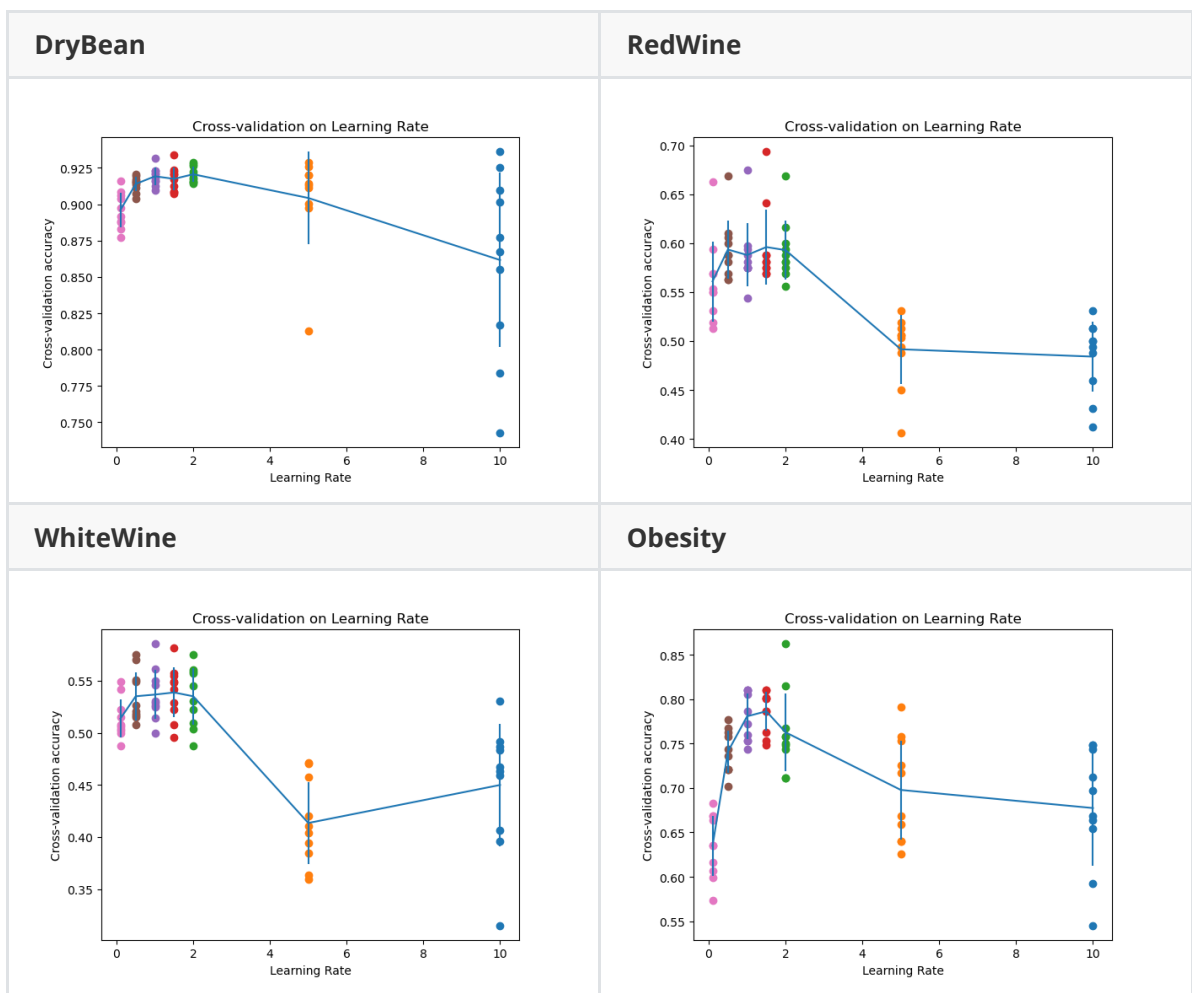 DryBean
RedWine
Cross-validation on Learning Rate
Cross-validation accuracy
0.925
0.900
0.875
0.850
0.825
0.800
0.775
0.750
0 2 4 6 8 10
Learning Rate
Cross-validation on Learning Rate
Cross-validation accuracy
0.70
0.65
0.60
0.55
0.50
0.45
0.40
0 2 4 6 8 10
Learning Rate
WhiteWine
Obesity
Cross-validation on Learning Rate
Cross-validation accuracy
0.55
0.50
0.45
0.40
0.35
0 2 4 6 8 10
Learning Rate
Cross-validation on Learning Rate
Cross-validation accuracy
0.85
0.80
0.75
0.70
0.65
0.60
0.55
0 2 4 6 8 10
Learning Rate